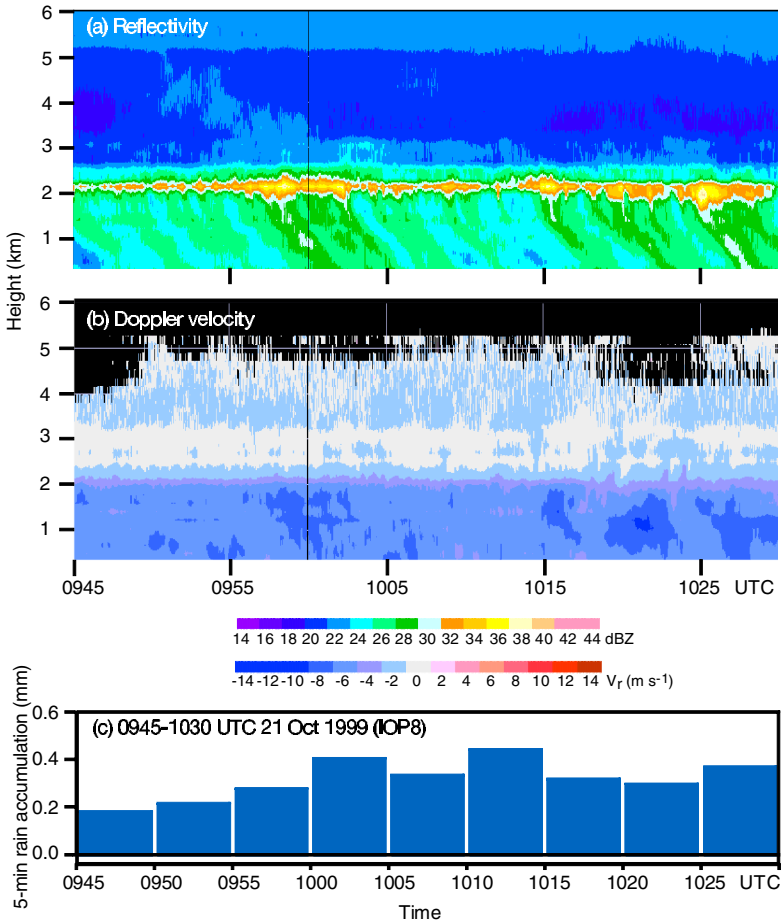 (a) Reflectivity
6
5
4
3
2
1
Height (km)
(b) Doppler velocity
6
5
4
3
2
1
0945 0955 1005 1015 1025 UTC
14 16 18 20 22 24 26 28 30 32 34 36 38 40 42 44 dBZ
-14 -12 -10 -8 -6 -4 -2 0 2 4 6 8 10 12 14 Vr (m s-1)
(c) 0945-1030 UTC 21 Oct 1999 (IOP8)
5-min rain accumulation (mm)
0.6
0.4
0.2
0.0
0945 0950 0955 1000 1005 1010 1015 1020 1025 UTC
Time